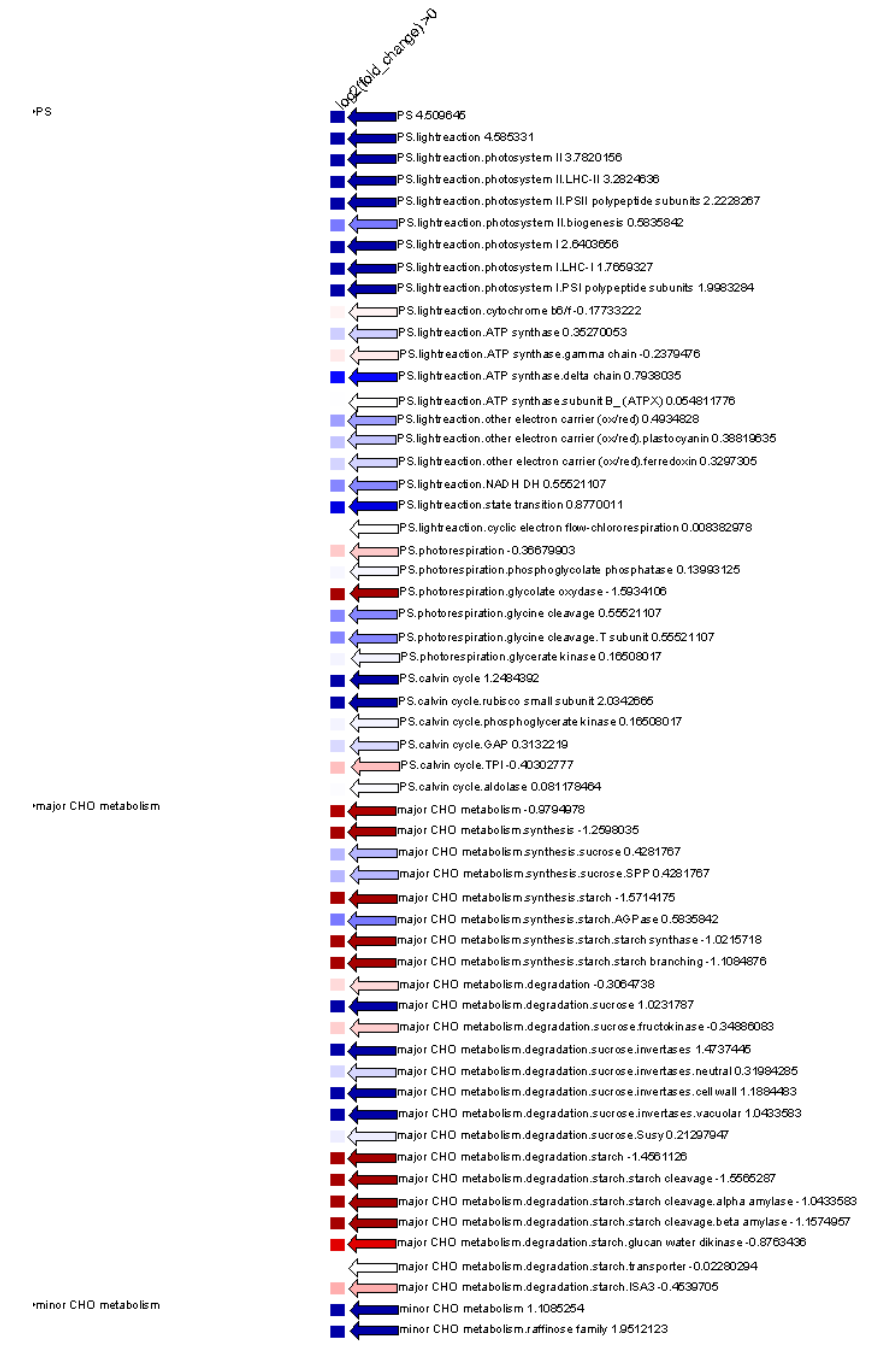 log2(fold_change)>0
PS
PS 4.509645
PS.lightreaction 4.585331
PS.lightreaction.photosystem II 3.7820156
PS.lightreaction.photosystem II.LHC-II 3.2824636
PS.lightreaction.photosystem II.PSII polypeptide subunits 2.2228267
PS.lightreaction.photosystem II.biogenesis 0.5835842
PS.lightreaction.photosystem I 2.6403656
PS.lightreaction.photosystem I.LHC-I 1.7659327
PS.lightreaction.photosystem I.PSI polypeptide subunits 1.9983284
PS.lightreaction.cytochrome b6/f -0.17733222
PS.lightreaction.ATP synthase 0.35270053
PS.lightreaction.ATP synthase.gamma chain -0.2379476
PS.lightreaction.ATP synthase.delta chain 0.7938035
PS.lightreaction.ATP synthase.subunit B_ (ATPX) 0.054811776
PS.lightreaction.other electron carrier (ox/red) 0.4934828
PS.lightreaction.other electron carrier (ox/red).plastocyanin 0.38819635
PS.lightreaction.other electron carrier (ox/red).ferredoxin 0.3297305
PS.lightreaction.NADH DH 0.55521107
PS.lightreaction.state transition 0.8770011
PS.lightreaction.cyclic electron flow-chlororespiration 0.008382978
PS.photorespiration -0.36679903
PS.photorespiration.phosphoglycolate phosphatase 0.13993125
PS.photorespiration.glycolate oxydase -1.5934106
PS.photorespiration.glycine cleavage 0.55521107
PS.photorespiration.glycine cleavage.T subunit 0.55521107
PS.photorespiration.glycerate kinase 0.16508017
PS.calvin cycle 1.2484392
PS.calvin cycle.rubisco small subunit 2.0342665
PS.calvin cycle.phosphoglycerate kinase 0.16508017
PS.calvin cycle.GAP 0.3132219
PS.calvin cycle.TPI -0.40302777
PS.calvin cycle.aldolase 0.081178464
major CHO metabolism
major CHO metabolism -0.9794978
major CHO metabolism.synthesis -1.2598035
major CHO metabolism.synthesis.sucrose 0.4281767
major CHO metabolism.synthesis.sucrose.SPP 0.4281767
major CHO metabolism.synthesis.starch -1.5714175
major CHO metabolism.synthesis.starch.AGPase 0.5835842
major CHO metabolism.synthesis.starch.starch synthase -1.0215718
major CHO metabolism.synthesis.starch.starch branching -1.1084876
major CHO metabolism.degradation -0.3064738
major CHO metabolism.degradation.sucrose 1.0231787
major CHO metabolism.degradation.sucrose.fructokinase -0.34886083
major CHO metabolism.degradation.sucrose.invertases 1.4737445
major CHO metabolism.degradation.sucrose.invertases.neutral 0.31984285
major CHO metabolism.degradation.sucrose.invertases.cell wall 1.1884483
major CHO metabolism.degradation.sucrose.invertases.vacuolar 1.0433583
major CHO metabolism.degradation.sucrose.Susy 0.21297947
major CHO metabolism.degradation.starch -1.4561126
major CHO metabolism.degradation.starch.starch cleavage -1.5565287
major CHO metabolism.degradation.starch.starch cleavage.alpha amylase -1.0433583
major CHO metabolism.degradation.starch.starch cleavage.beta amylase -1.1574957
major CHO metabolism.degradation.starch.glucan water dikinase -0.8763436
major CHO metabolism.degradation.starch.transporter -0.02280294
major CHO metabolism.degradation.starch.ISA3 -0.4539705
minor CHO metabolism
minor CHO metabolism 1.1085254
minor CHO metabolism.raffinose family 1.9512123